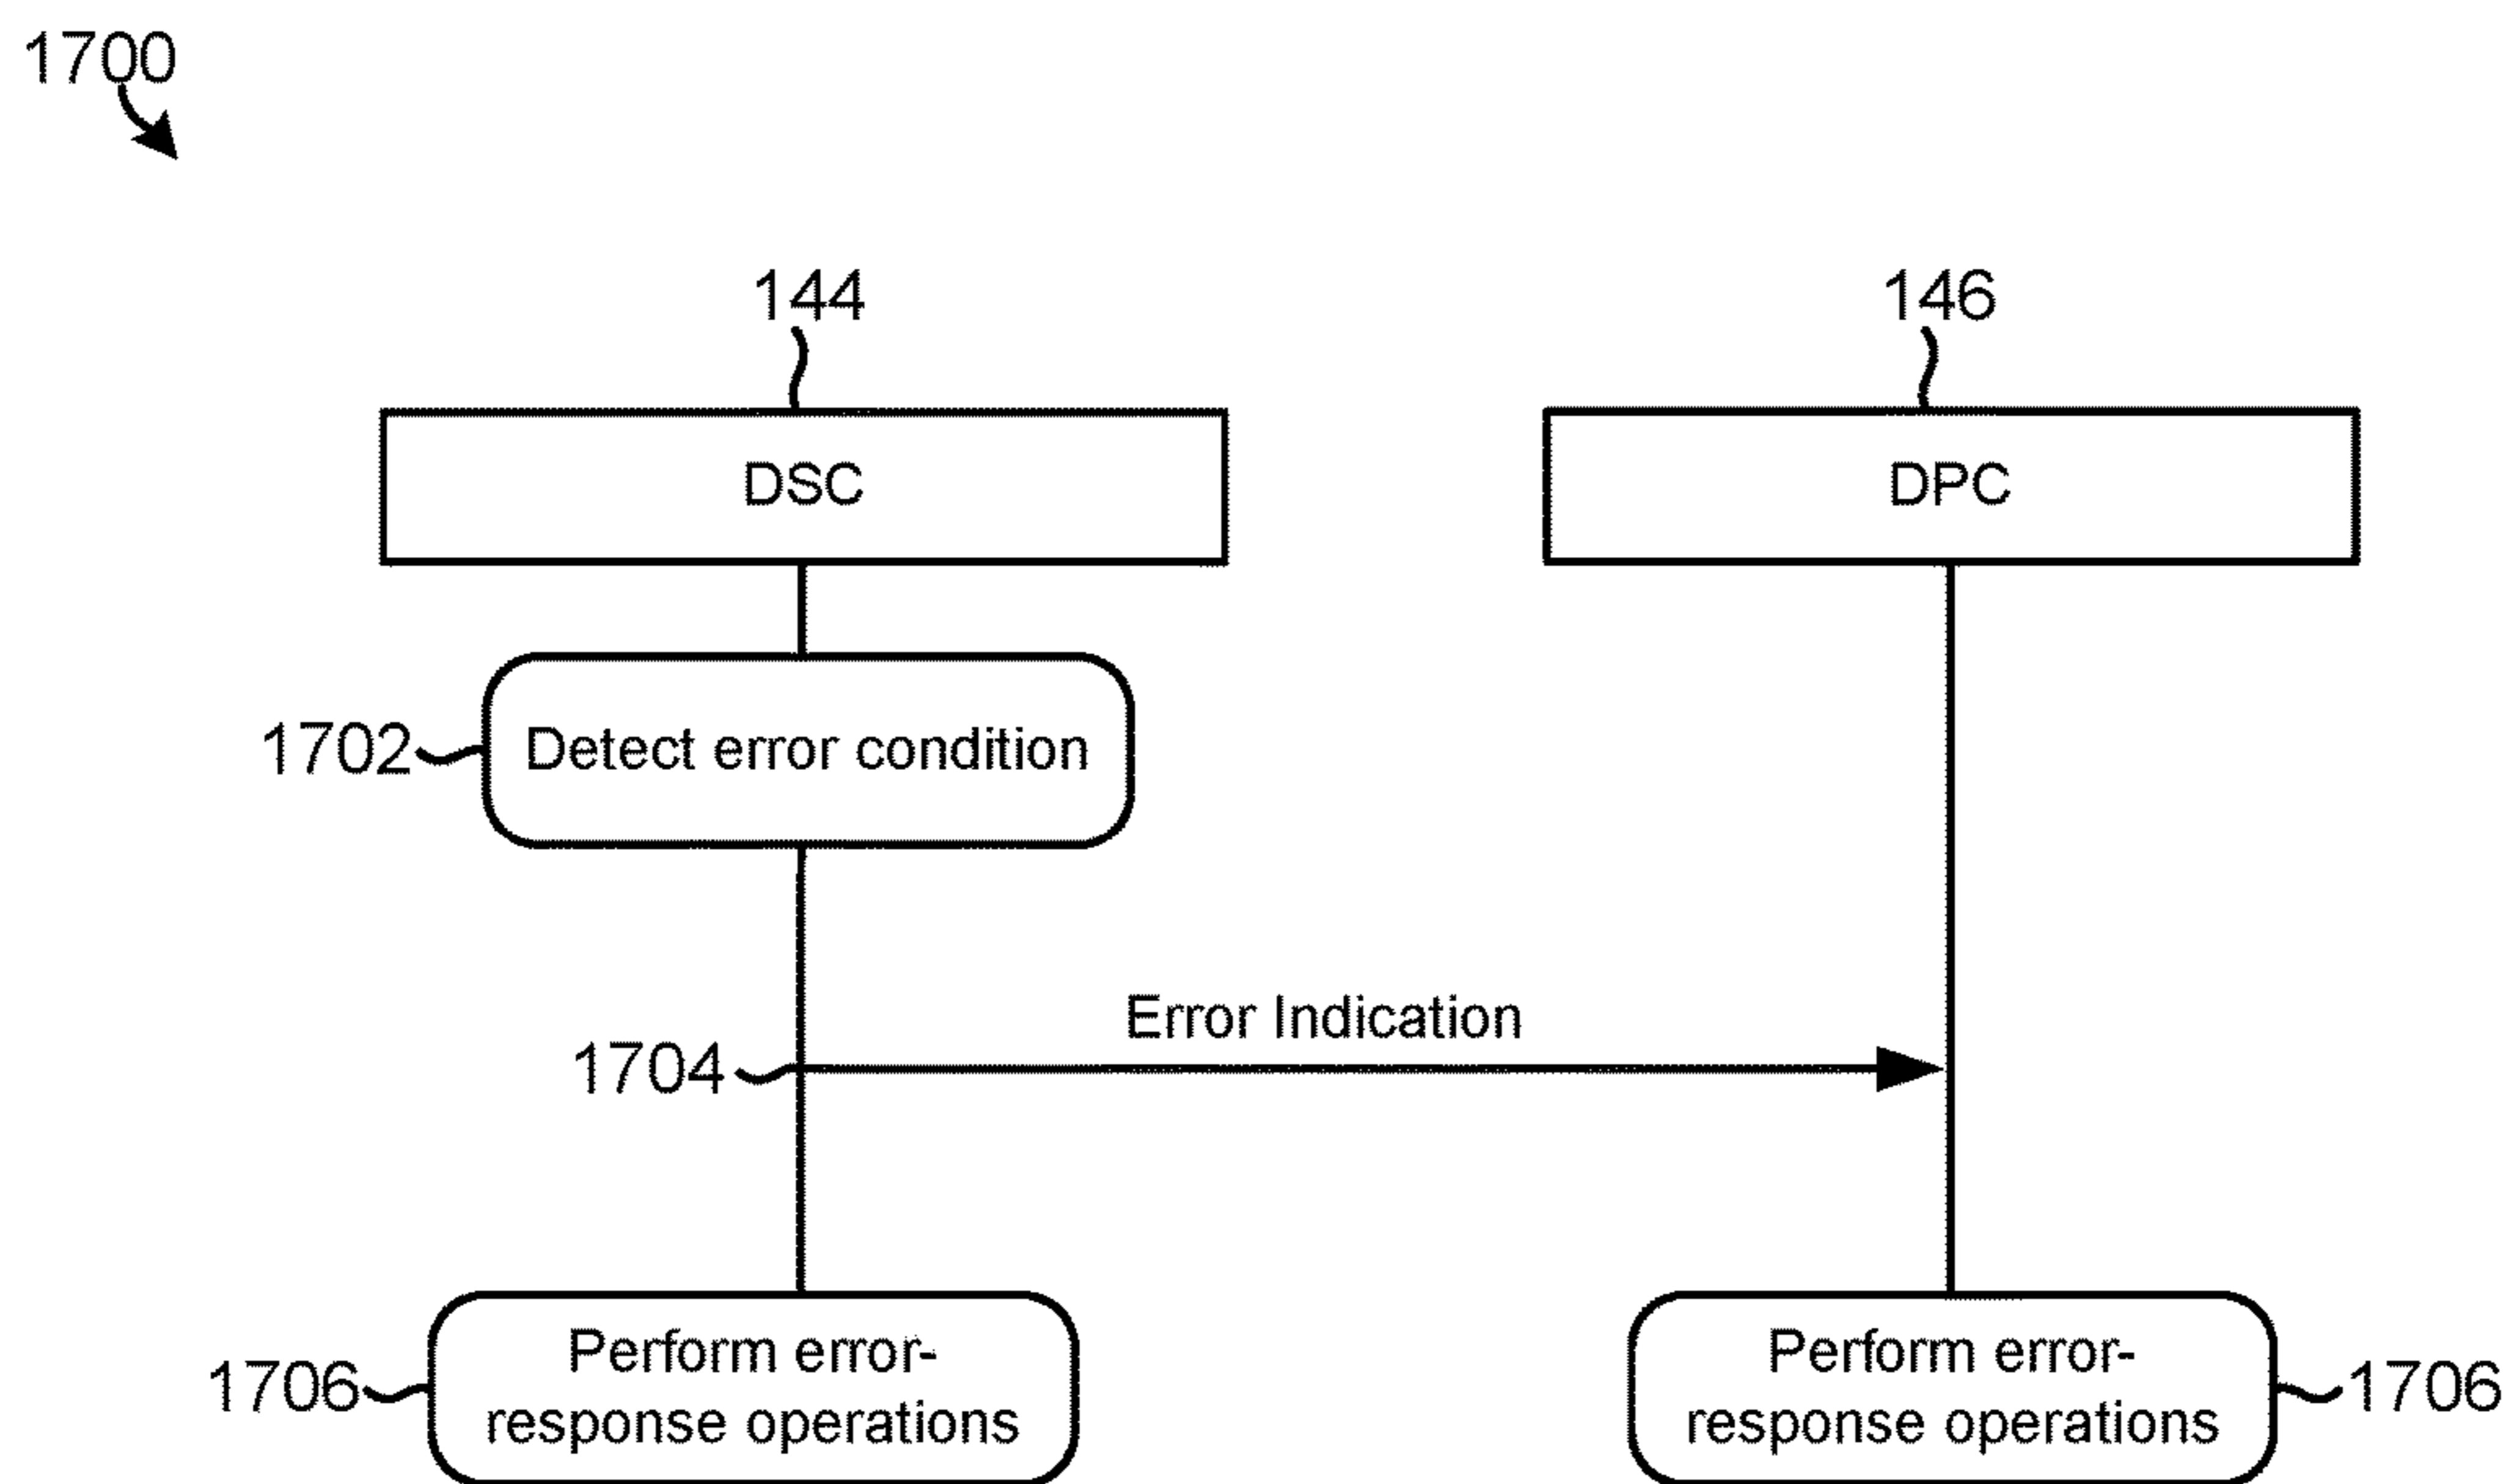 1700
144
146
DSC
DPC
1702
Detect error condition
Error Indication
1704
Perform error-
response operations
1706
Perform error-
response operations
1706